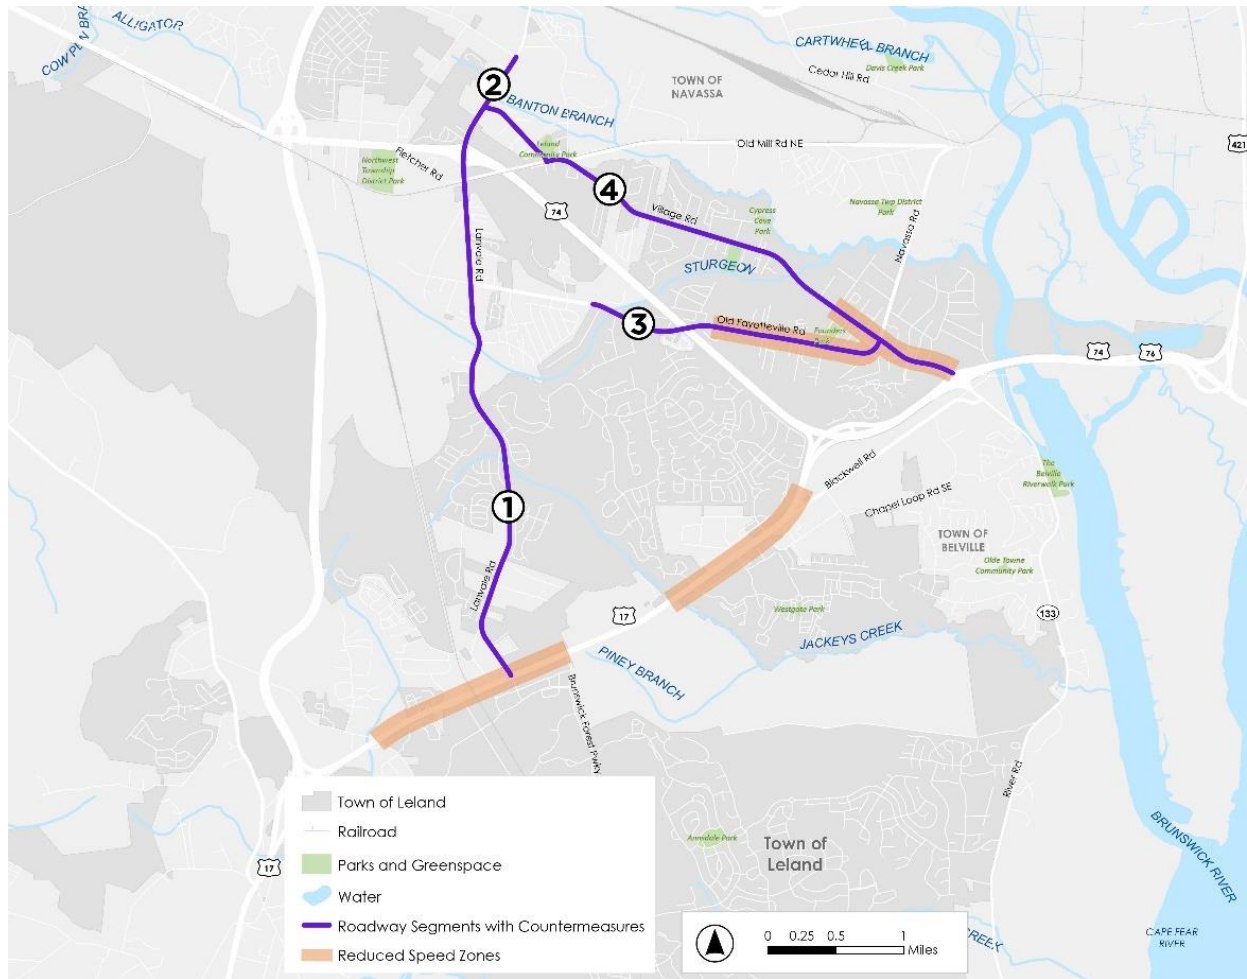 ALLIGATOR
COWPEN BRA
2
CARTWHEEL BRANCH
Davis Creek Park
Cedar Hill Rd
TOWN OF
NAVASSA
BANTON BRANCH
421
Old Mill Rd NE
Leland
Community Park
Fletcher Rd
Northwest
Township
District Park
4
74
Village Rd
Cypress
Cove
Park
Navassa Twp District
Park
Navassa Rd
Lanvale Rd
STURGEON
3
Old Fayetteville Rd
Founders
Park
74
76
Blackwell Rd
The
Belville
Riverwalk Park
1
Chapel Loop Rd SE
TOWN OF
BELVILLE
Olde Towne
Community Park
Lanvale Rd
17
Westgate Park
133
JACKEYS CREEK
PINEY BRANCH
Brunswick Forest Pkwy
River Rd
Town of Leland
Railroad
Parks and Greenspace
Water
Roadway Segments with Countermeasures
Reduced Speed Zones
17
Annsdale Park
Town of
Leland
BRUNSWICK RIVER
0 0.25 0.5 1
Miles
CREEK
CAPE FEAR
RIVER